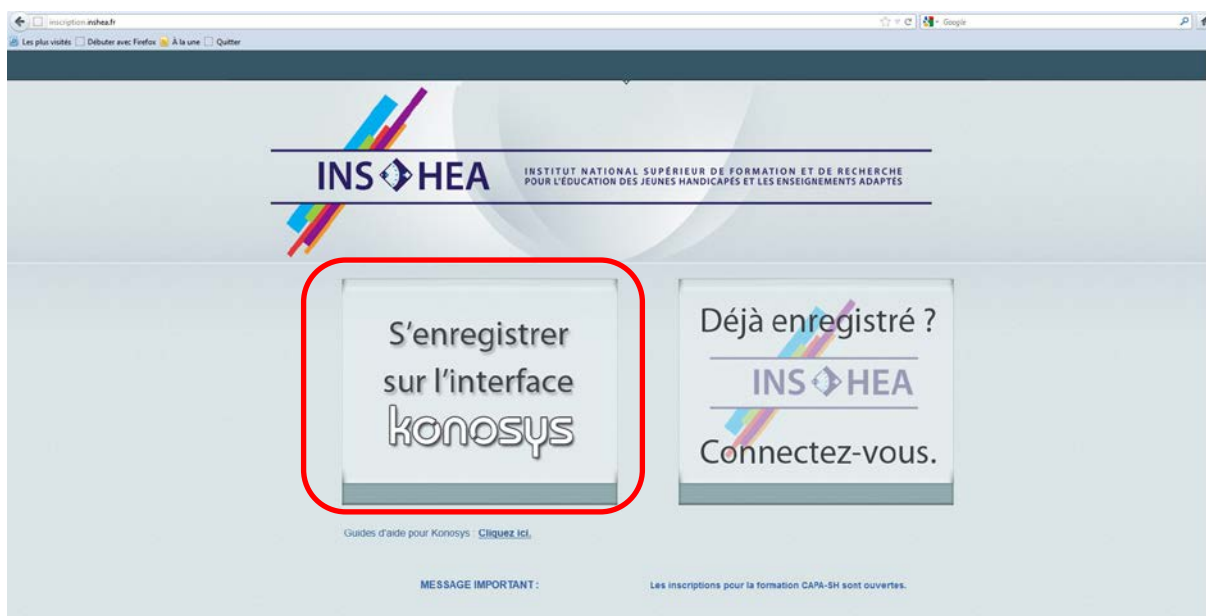 inscription.inshea.fr
Google
Les plus visités Débuter avec Firefox À la une Quitter
INS HEA
INSTITUT NATIONAL SUPÉRIEUR DE FORMATION ET DE RECHERCHE
POUR L'ÉDUCATION DES JEUNES HANDICAPÉS ET LES ENSEIGNEMENTS ADAPTÉS
S'enregistrer
sur l'interface
konosys
Déjà enregistré ?
INS HEA
Connectez-vous.
Guides d'aide pour Konosys : Cliquez ici.
MESSAGE IMPORTANT :
Les inscriptions pour la formation CAPA-SH sont ouvertes.